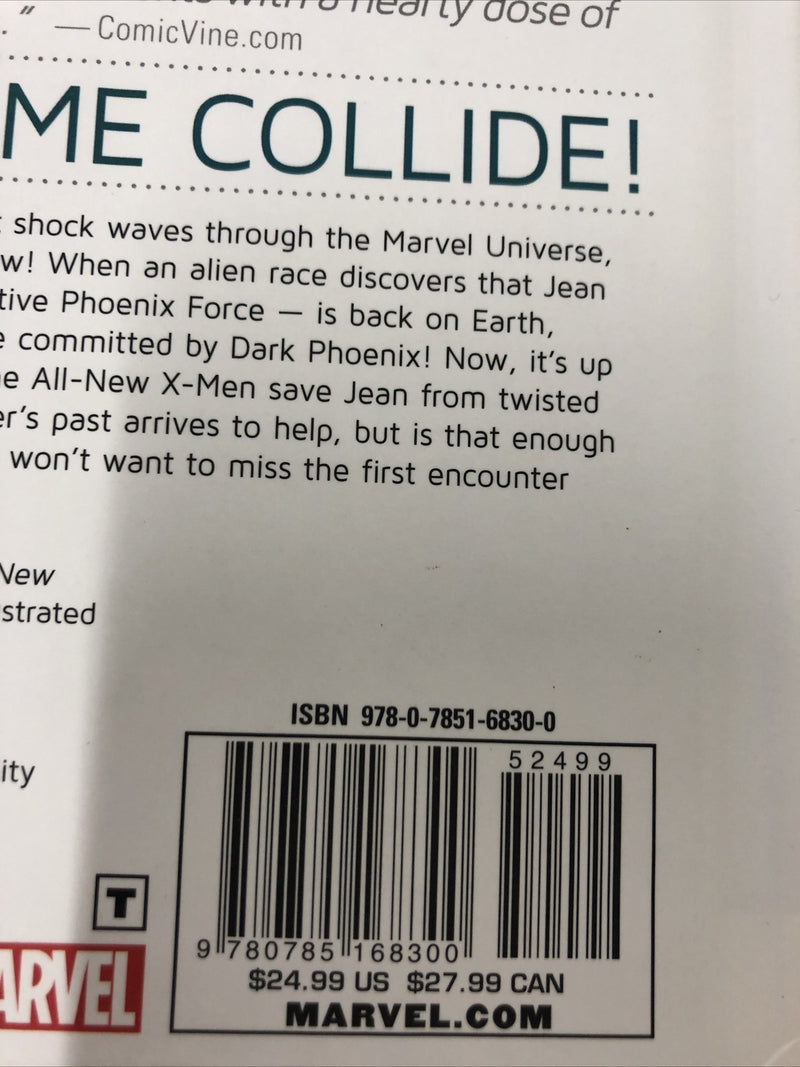 nearly dose of
." — ComicVine.com
ME COLLIDE!
shock waves through the Marvel Universe,
w! When an alien race discovers that Jean
tive Phoenix Force — is back on Earth,
e committed by Dark Phoenix! Now, it's up
e All-New X-Men save Jean from twisted
er's past arrives to help, but is that enough
won't want to miss the first encounter
New
strated
ity
ISBN 978-0-7851-6830-0
52499
9 780785 168300
$24.99 US $27.99 CAN
MARVEL.COM
T
ARVEL